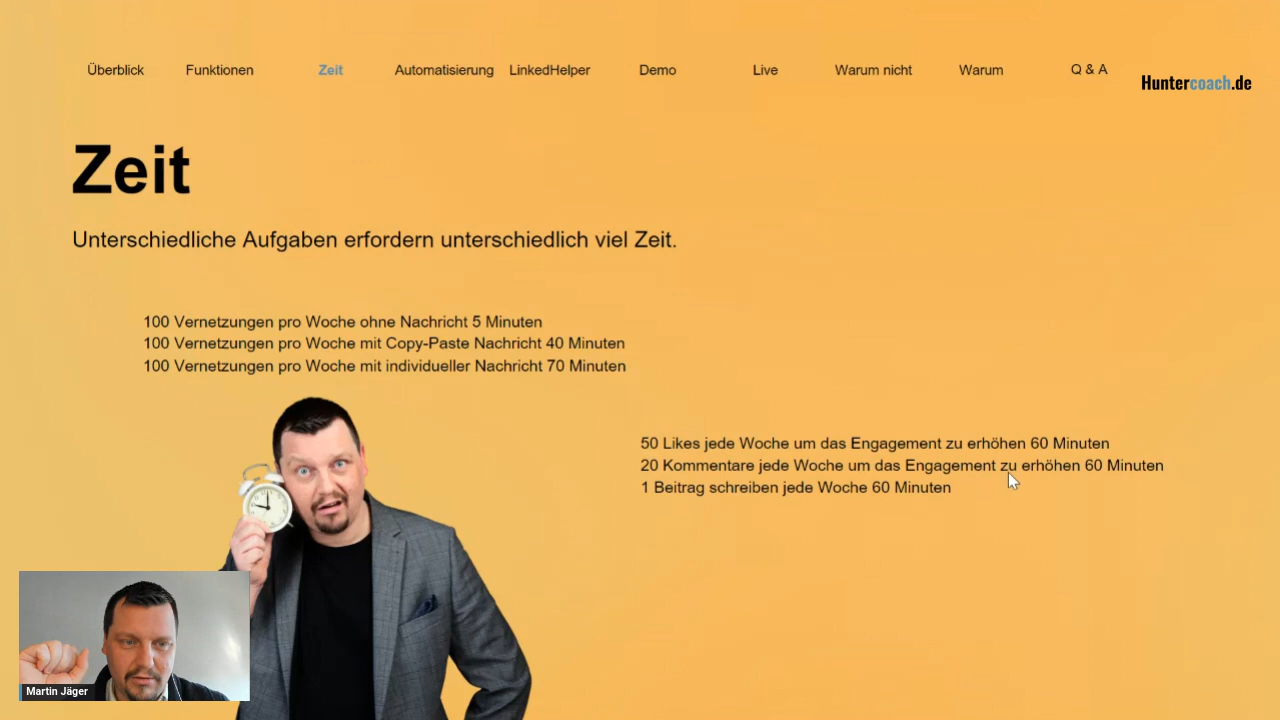 Überblick Funktionen Zeit Automatisierung LinkedHelper Demo Live Warum nicht Warum Q & A
Huntercoach.de
Zeit
Unterschiedliche Aufgaben erfordern unterschiedlich viel Zeit.
100 Vernetzungen pro Woche ohne Nachricht 5 Minuten
100 Vernetzungen pro Woche mit Copy-Paste Nachricht 40 Minuten
100 Vernetzungen pro Woche mit individueller Nachricht 70 Minuten
50 Likes jede Woche um das Engagement zu erhöhen 60 Minuten
20 Kommentare jede Woche um das Engagement zu erhöhen 60 Minuten
1 Beitrag schreiben jede Woche 60 Minuten
Martin Jäger